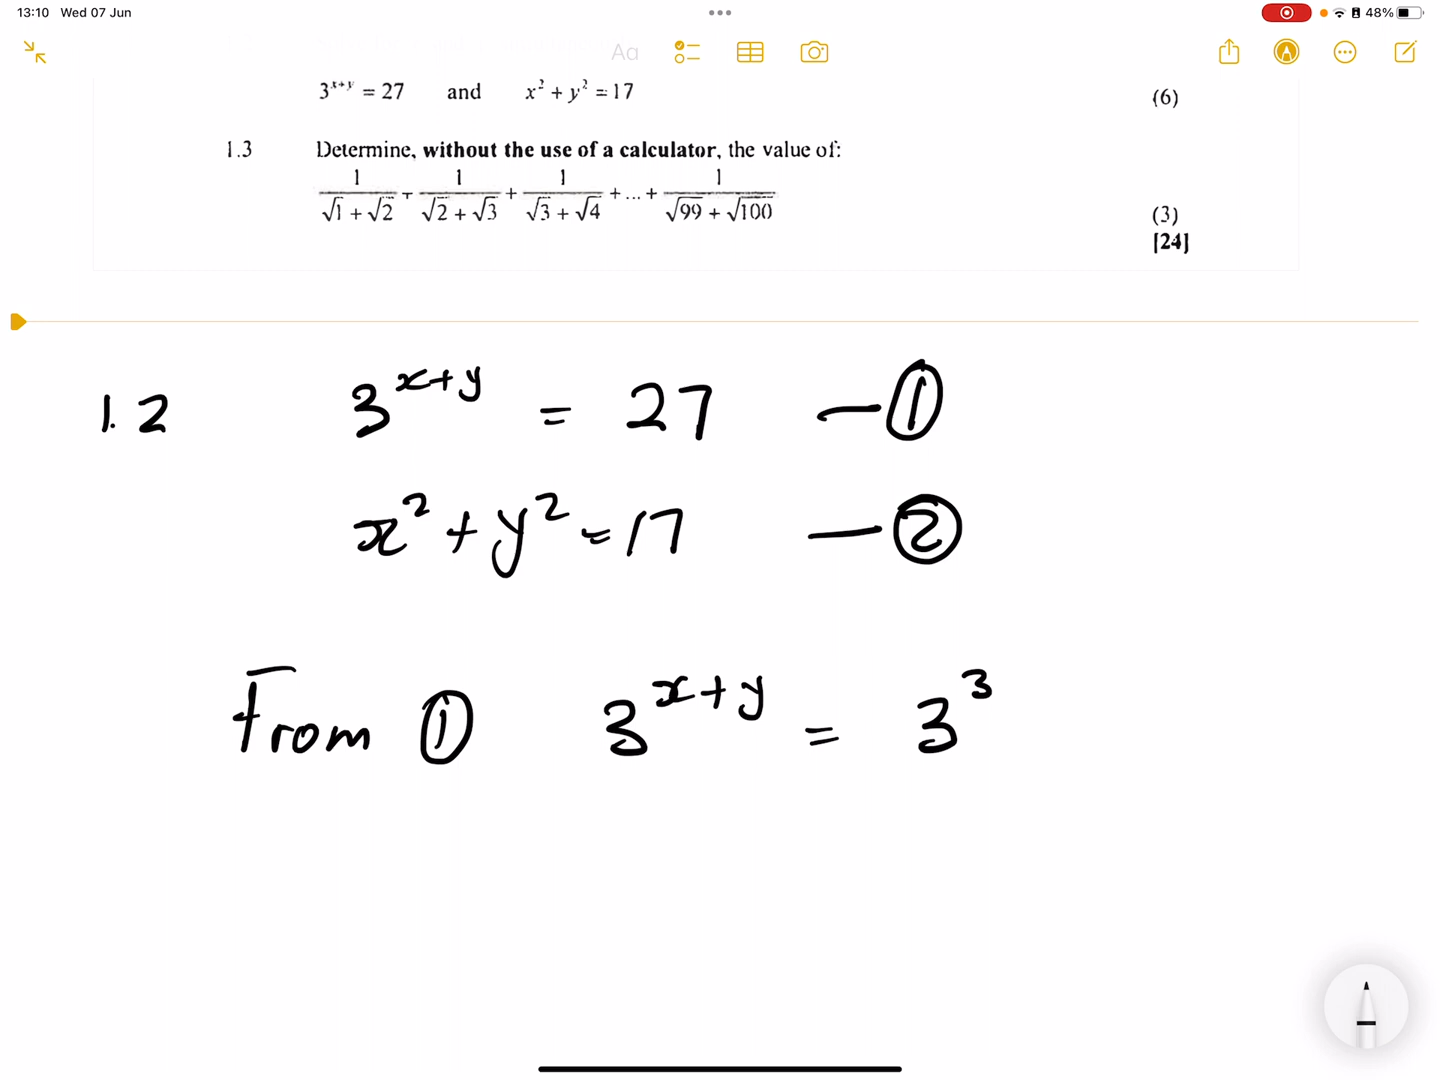 13:10 Wed 07 Jun 48%
Aa
3^{x+y} = 27 and x² + y² = 17 (6)
1.3 Determine, without the use of a calculator, the value of:
1/(√1 + √2) + 1/(√2 + √3) + 1/(√3 + √4) + ... + 1/(√99 + √100) (3)
[24]
1.2 3^{x+y} = 27 — ①
x² + y² = 17 — ②
From ① 3^{x+y} = 3³